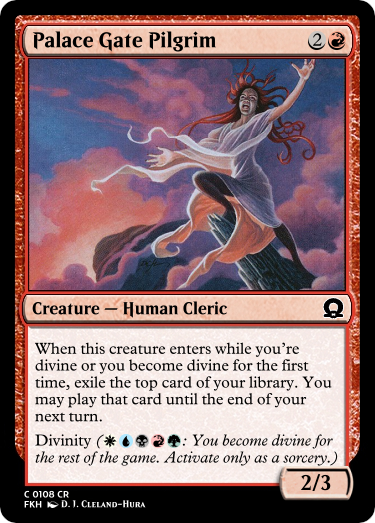 Palace Gate Pilgrim 2
Creature — Human Cleric
When this creature enters while you're
divine or you become divine for the first
time, exile the top card of your library. You
may play that card until the end of your
next turn.
Divinity (: You become divine for
the rest of the game. Activate only as a sorcery.)
2/3
C 0108 CR
FKH D. I. Cleland-Hura